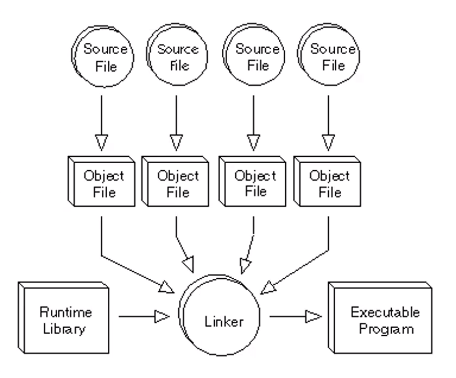 Source
File
Source
File
Source
File
Source
File
Object
File
Object
File
Object
File
Object
File
Runtime
Library
Linker
Executable
Program